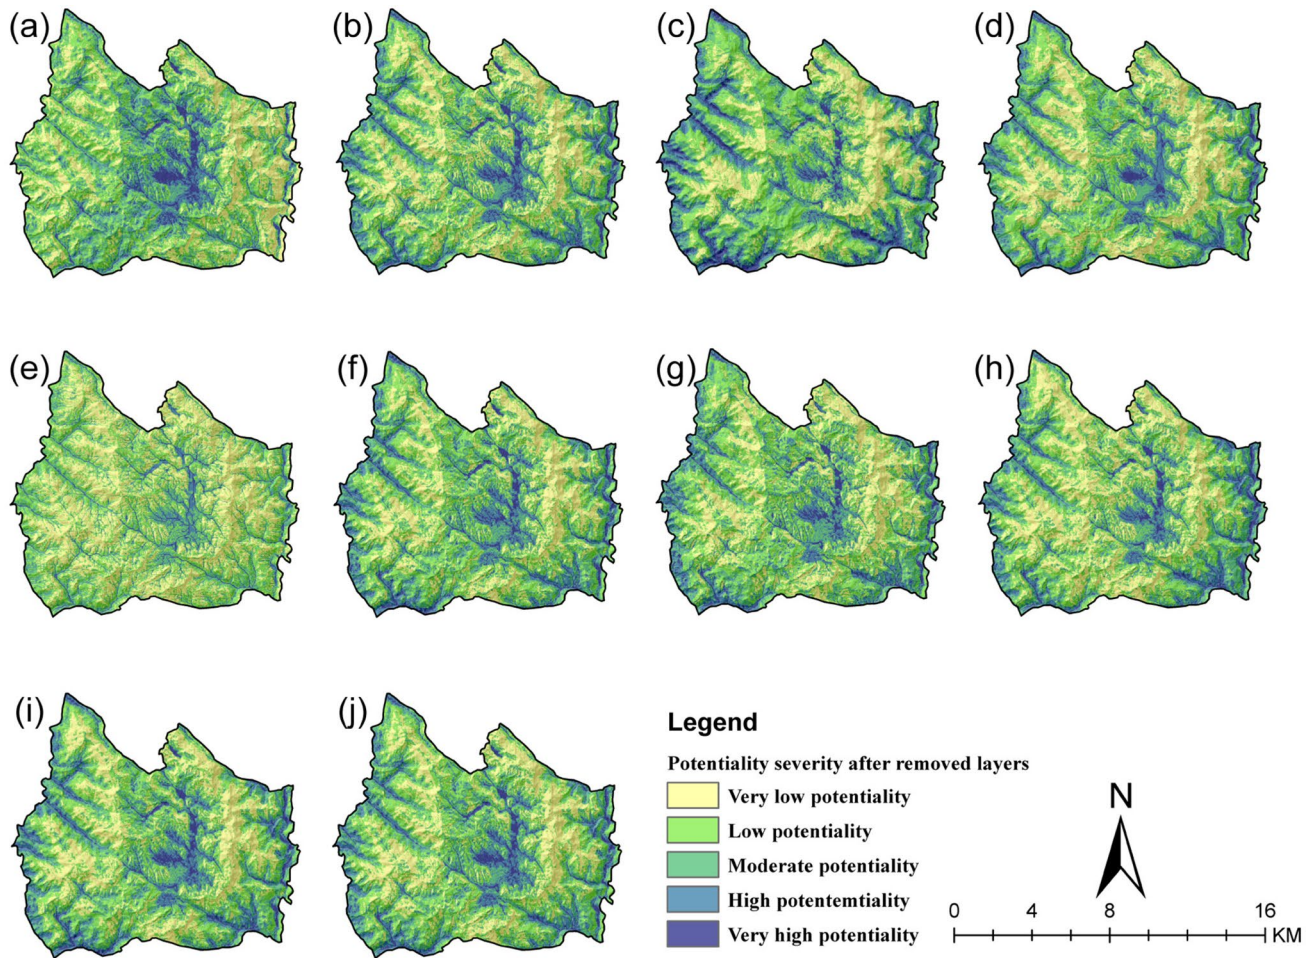 (a)
(b)
(c)
(d)
(e)
(f)
(g)
(h)
(i)
(j)
Legend
Potentiality severity after removed layers
Very low potentiality
Low potentiality
Moderate potentiality
High potentemtiality
Very high potentiality
N
0 4 8 16
KM